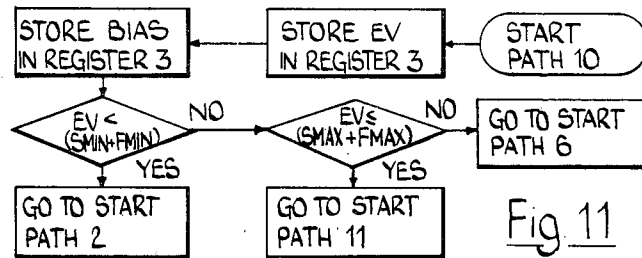 STORE BIAS
IN REGISTER 3
STORE EV
IN REGISTER 3
START
PATH 10
EV <
(SMIN+FMIN)
NO
YES
EV ≤
(SMAX+FMAX)
NO
YES
GO TO START
PATH 6
GO TO START
PATH 2
GO TO START
PATH 11
Fig 11